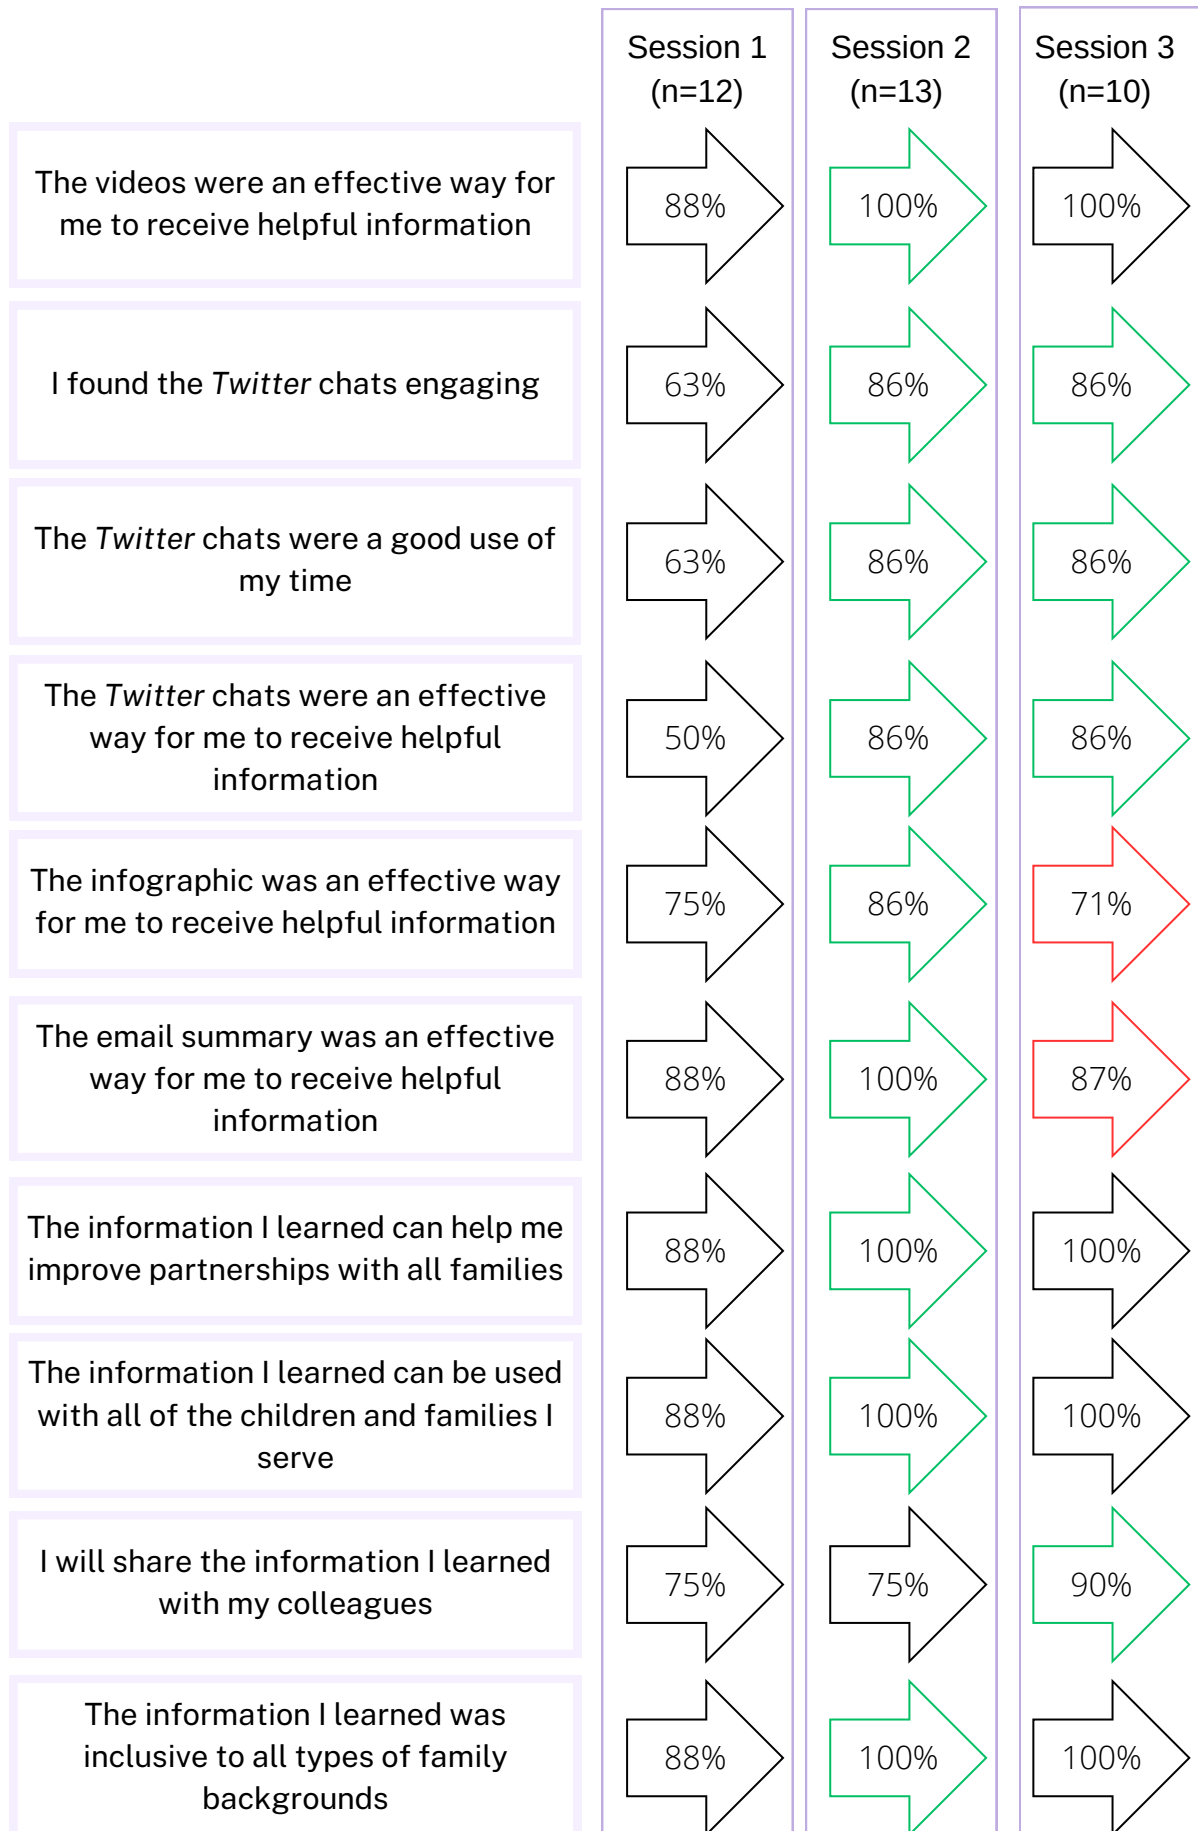 Session 1
(n=12)
Session 2
(n=13)
Session 3
(n=10)
The videos were an effective way for
me to receive helpful information
88%
100%
100%
I found the Twitter chats engaging
63%
86%
86%
The Twitter chats were a good use of
my time
63%
86%
86%
The Twitter chats were an effective
way for me to receive helpful
information
50%
86%
86%
The infographic was an effective way
for me to receive helpful information
75%
86%
71%
The email summary was an effective
way for me to receive helpful
information
88%
100%
87%
The information I learned can help me
improve partnerships with all families
88%
100%
100%
The information I learned can be used
with all of the children and families I
serve
88%
100%
100%
I will share the information I learned
with my colleagues
75%
75%
90%
The information I learned was
inclusive to all types of family
backgrounds
88%
100%
100%